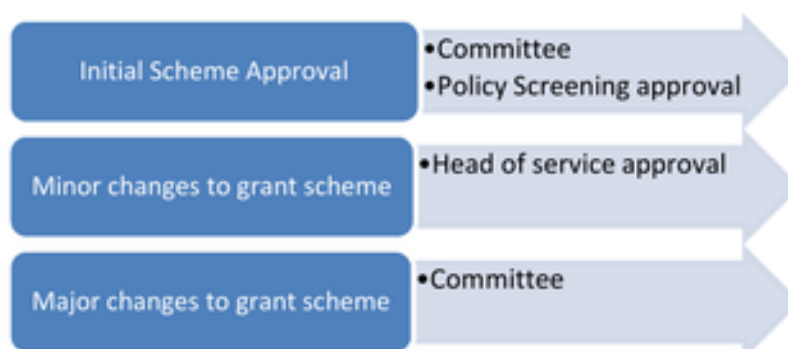 Initial Scheme Approval
•Committee
•Policy Screening approval
Minor changes to grant scheme
•Head of service approval
Major changes to grant scheme
•Committee